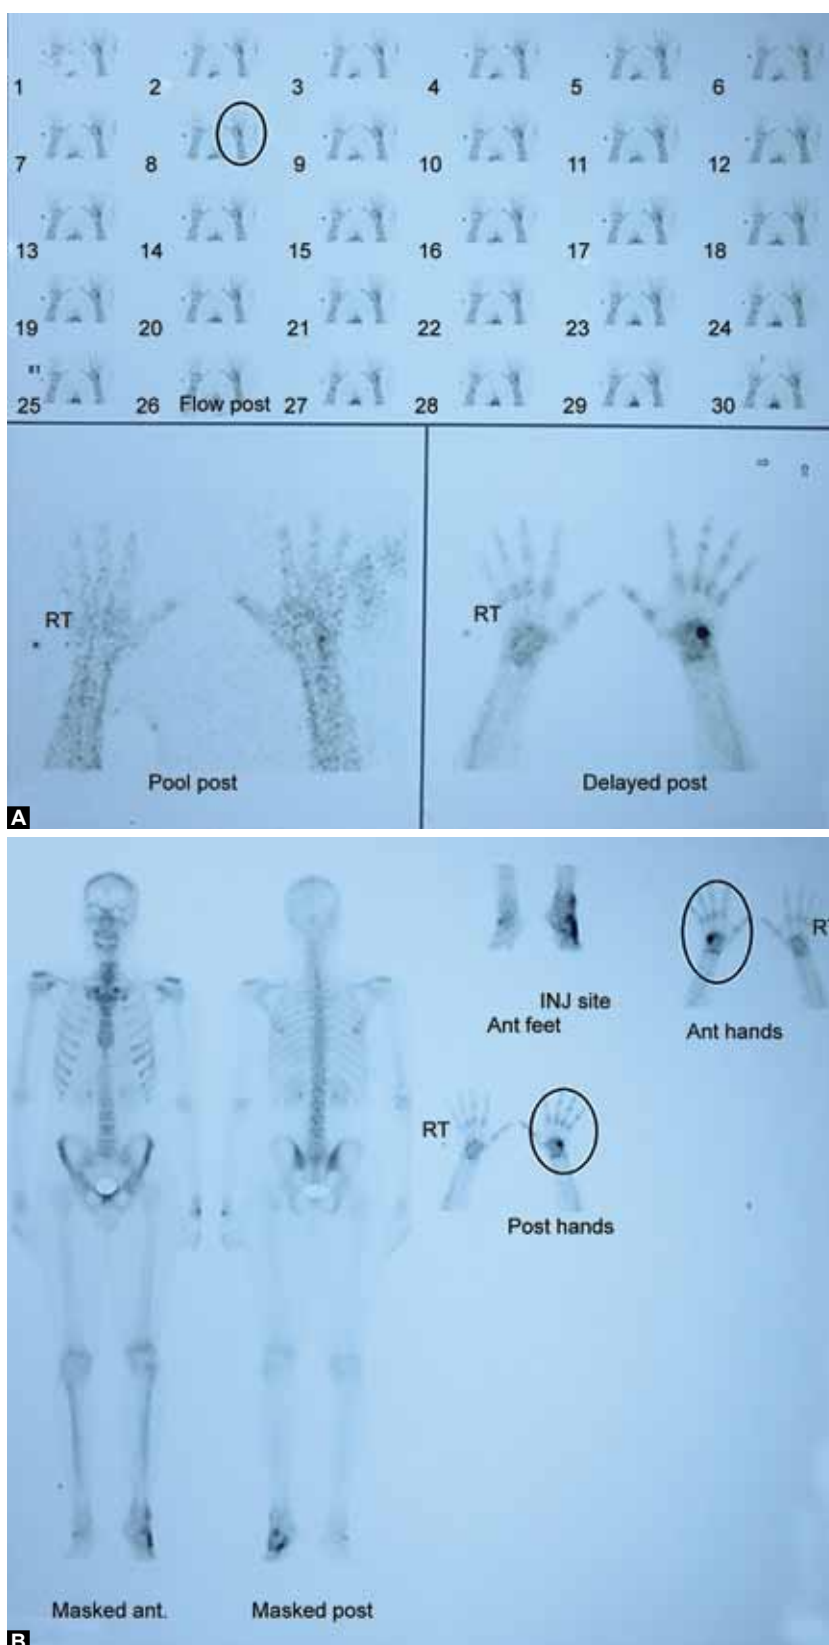 1 2 3 4 5 6
7 8 9 10 11 12
13 14 15 16 17 18
19 20 21 22 23 24
25 26 Flow post 27 28 29 30
RT
RT
Pool post
Delayed post
A
INJ site
Ant feet
R
Ant hands
RT
Post hands
Masked ant.
Masked post
B